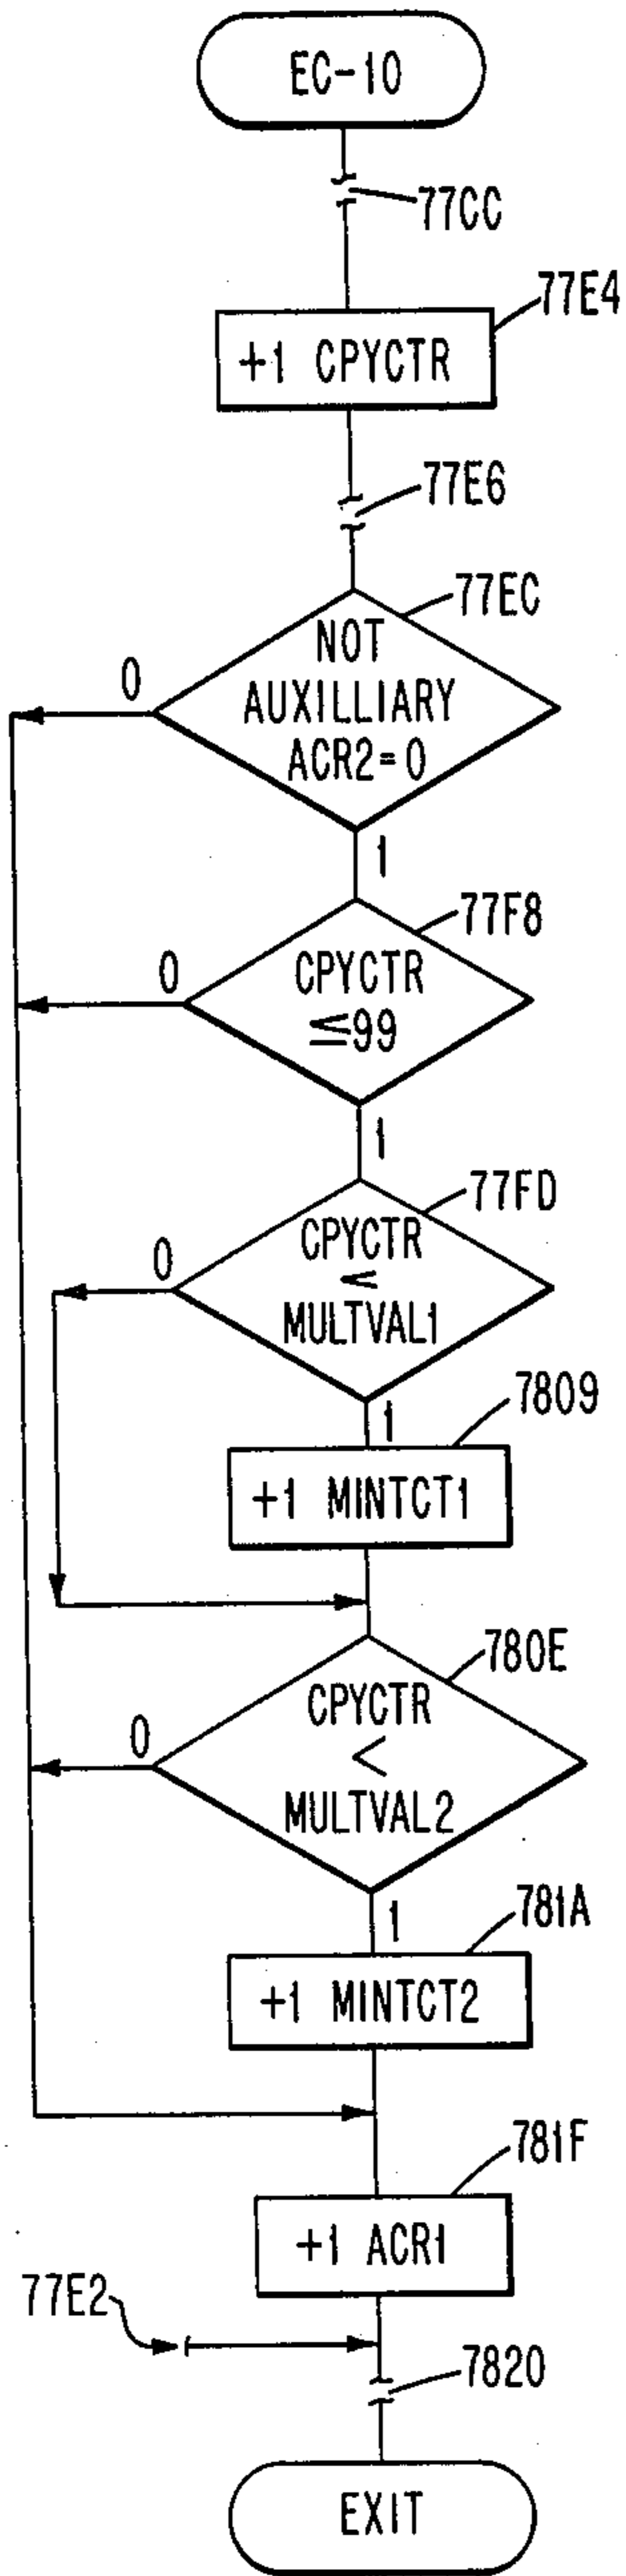 EC-10
77CC
77E4
+1 CPYCTR
77E6
77EC
NOT
AUXILLIARY
ACR2=0
0
1
77F8
CPYCTR
≤99
0
1
77FD
CPYCTR
<
MULTVAL1
0
1
7809
+1 MINTCT1
780E
CPYCTR
<
MULTVAL2
0
1
781A
+1 MINTCT2
781F
+1 ACR1
77E2
7820
EXIT